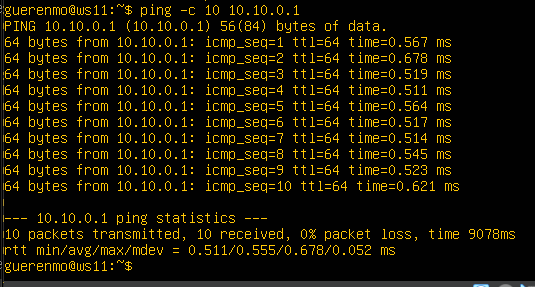 guerenmo@ws11:~$ ping -c 10 10.10.0.1
PING 10.10.0.1 (10.10.0.1) 56(84) bytes of data.
64 bytes from 10.10.0.1: icmp_seq=1 ttl=64 time=0.567 ms
64 bytes from 10.10.0.1: icmp_seq=2 ttl=64 time=0.678 ms
64 bytes from 10.10.0.1: icmp_seq=3 ttl=64 time=0.519 ms
64 bytes from 10.10.0.1: icmp_seq=4 ttl=64 time=0.511 ms
64 bytes from 10.10.0.1: icmp_seq=5 ttl=64 time=0.564 ms
64 bytes from 10.10.0.1: icmp_seq=6 ttl=64 time=0.517 ms
64 bytes from 10.10.0.1: icmp_seq=7 ttl=64 time=0.514 ms
64 bytes from 10.10.0.1: icmp_seq=8 ttl=64 time=0.545 ms
64 bytes from 10.10.0.1: icmp_seq=9 ttl=64 time=0.523 ms
64 bytes from 10.10.0.1: icmp_seq=10 ttl=64 time=0.621 ms
--- 10.10.0.1 ping statistics ---
10 packets transmitted, 10 received, 0% packet loss, time 9078ms
rtt min/avg/max/mdev = 0.511/0.555/0.678/0.052 ms
guerenmo@ws11:~$